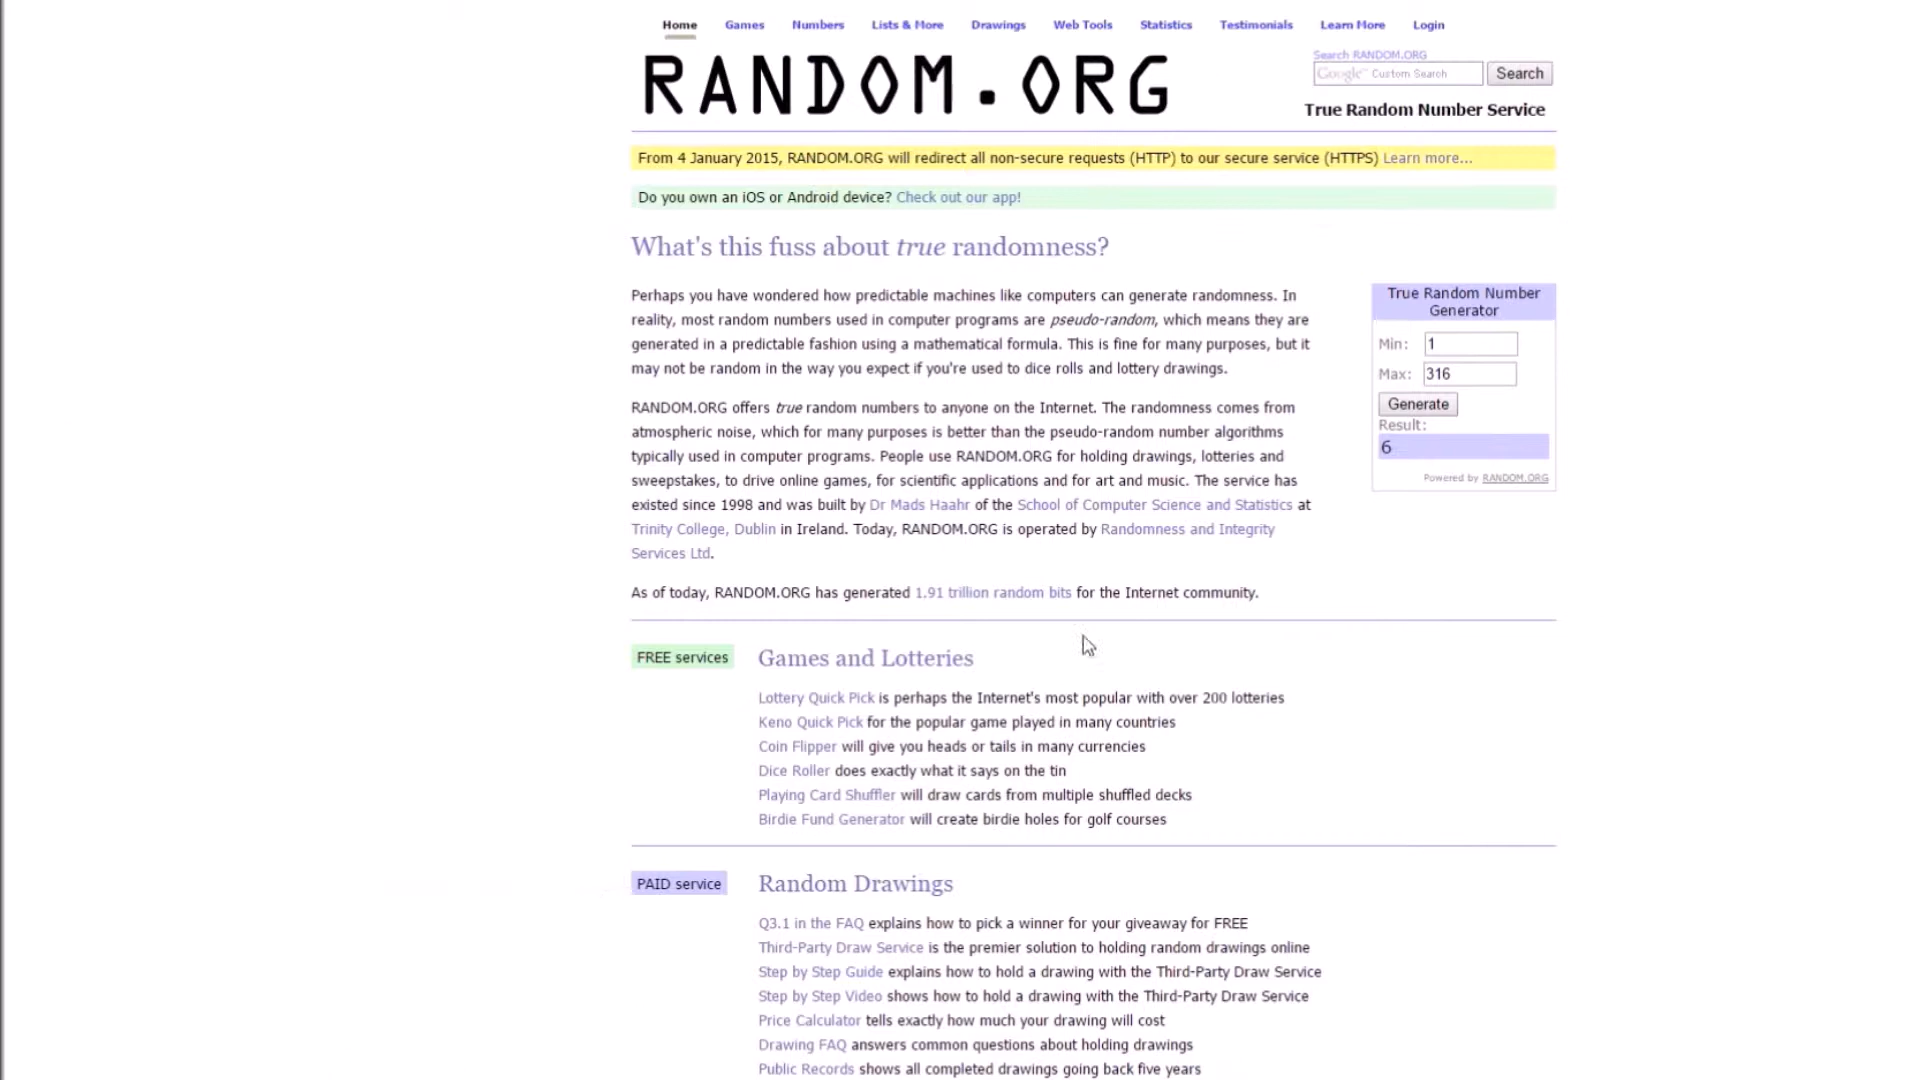 Home Games Numbers Lists & More Drawings Web Tools Statistics Testimonials Learn More Login
RANDOM.ORG
Search RANDOM.ORG
Google™ Custom Search Search
True Random Number Service
From 4 January 2015, RANDOM.ORG will redirect all non-secure requests (HTTP) to our secure service (HTTPS) Learn more...
Do you own an iOS or Android device? Check out our app!
What's this fuss about true randomness?
Perhaps you have wondered how predictable machines like computers can generate randomness. In
reality, most random numbers used in computer programs are pseudo-random, which means they are
generated in a predictable fashion using a mathematical formula. This is fine for many purposes, but it
may not be random in the way you expect if you're used to dice rolls and lottery drawings.
RANDOM.ORG offers true random numbers to anyone on the Internet. The randomness comes from
atmospheric noise, which for many purposes is better than the pseudo-random number algorithms
typically used in computer programs. People use RANDOM.ORG for holding drawings, lotteries and
sweepstakes, to drive online games, for scientific applications and for art and music. The service has
existed since 1998 and was built by Dr Mads Haahr of the School of Computer Science and Statistics at
Trinity College, Dublin in Ireland. Today, RANDOM.ORG is operated by Randomness and Integrity
Services Ltd.
As of today, RANDOM.ORG has generated 1.91 trillion random bits for the Internet community.
True Random Number
Generator
Min: 1
Max: 316
Generate
Result:
6
Powered by RANDOM.ORG
FREE services
Games and Lotteries
Lottery Quick Pick is perhaps the Internet's most popular with over 200 lotteries
Keno Quick Pick for the popular game played in many countries
Coin Flipper will give you heads or tails in many currencies
Dice Roller does exactly what it says on the tin
Playing Card Shuffler will draw cards from multiple shuffled decks
Birdie Fund Generator will create birdie holes for golf courses
PAID service
Random Drawings
Q3.1 in the FAQ explains how to pick a winner for your giveaway for FREE
Third-Party Draw Service is the premier solution to holding random drawings online
Step by Step Guide explains how to hold a drawing with the Third-Party Draw Service
Step by Step Video shows how to hold a drawing with the Third-Party Draw Service
Price Calculator tells exactly how much your drawing will cost
Drawing FAQ answers common questions about holding drawings
Public Records shows all completed drawings going back five years